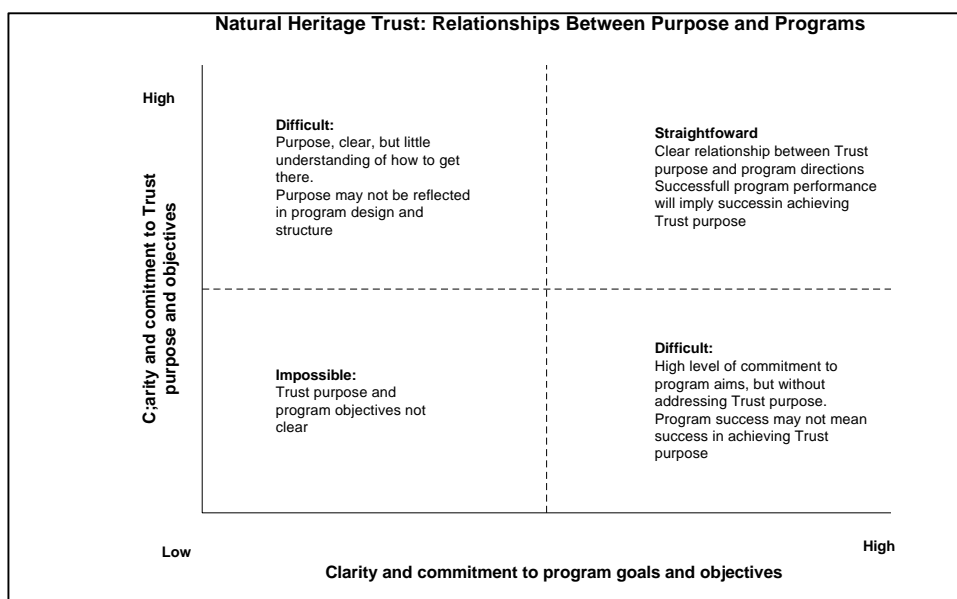 Natural Heritage Trust: Relationships Between Purpose and Programs
High
Difficult:
Purpose, clear, but little
understanding of how to get
there.
Purpose may not be reflected
in program design and
structure
Straightfoward
Clear relationship between Trust
purpose and program directions
Successfull program performance
will imply successin achieving
Trust purpose
C;arity and comitment to Trust
purpose and objectives
Impossible:
Trust purpose and
program objectives not
clear
Difficult:
High level of commitment to
program aims, but without
addressing Trust purpose.
Program success may not mean
success in achieving Trust
purpose
Low
High
Clarity and commitment to program goals and objectives